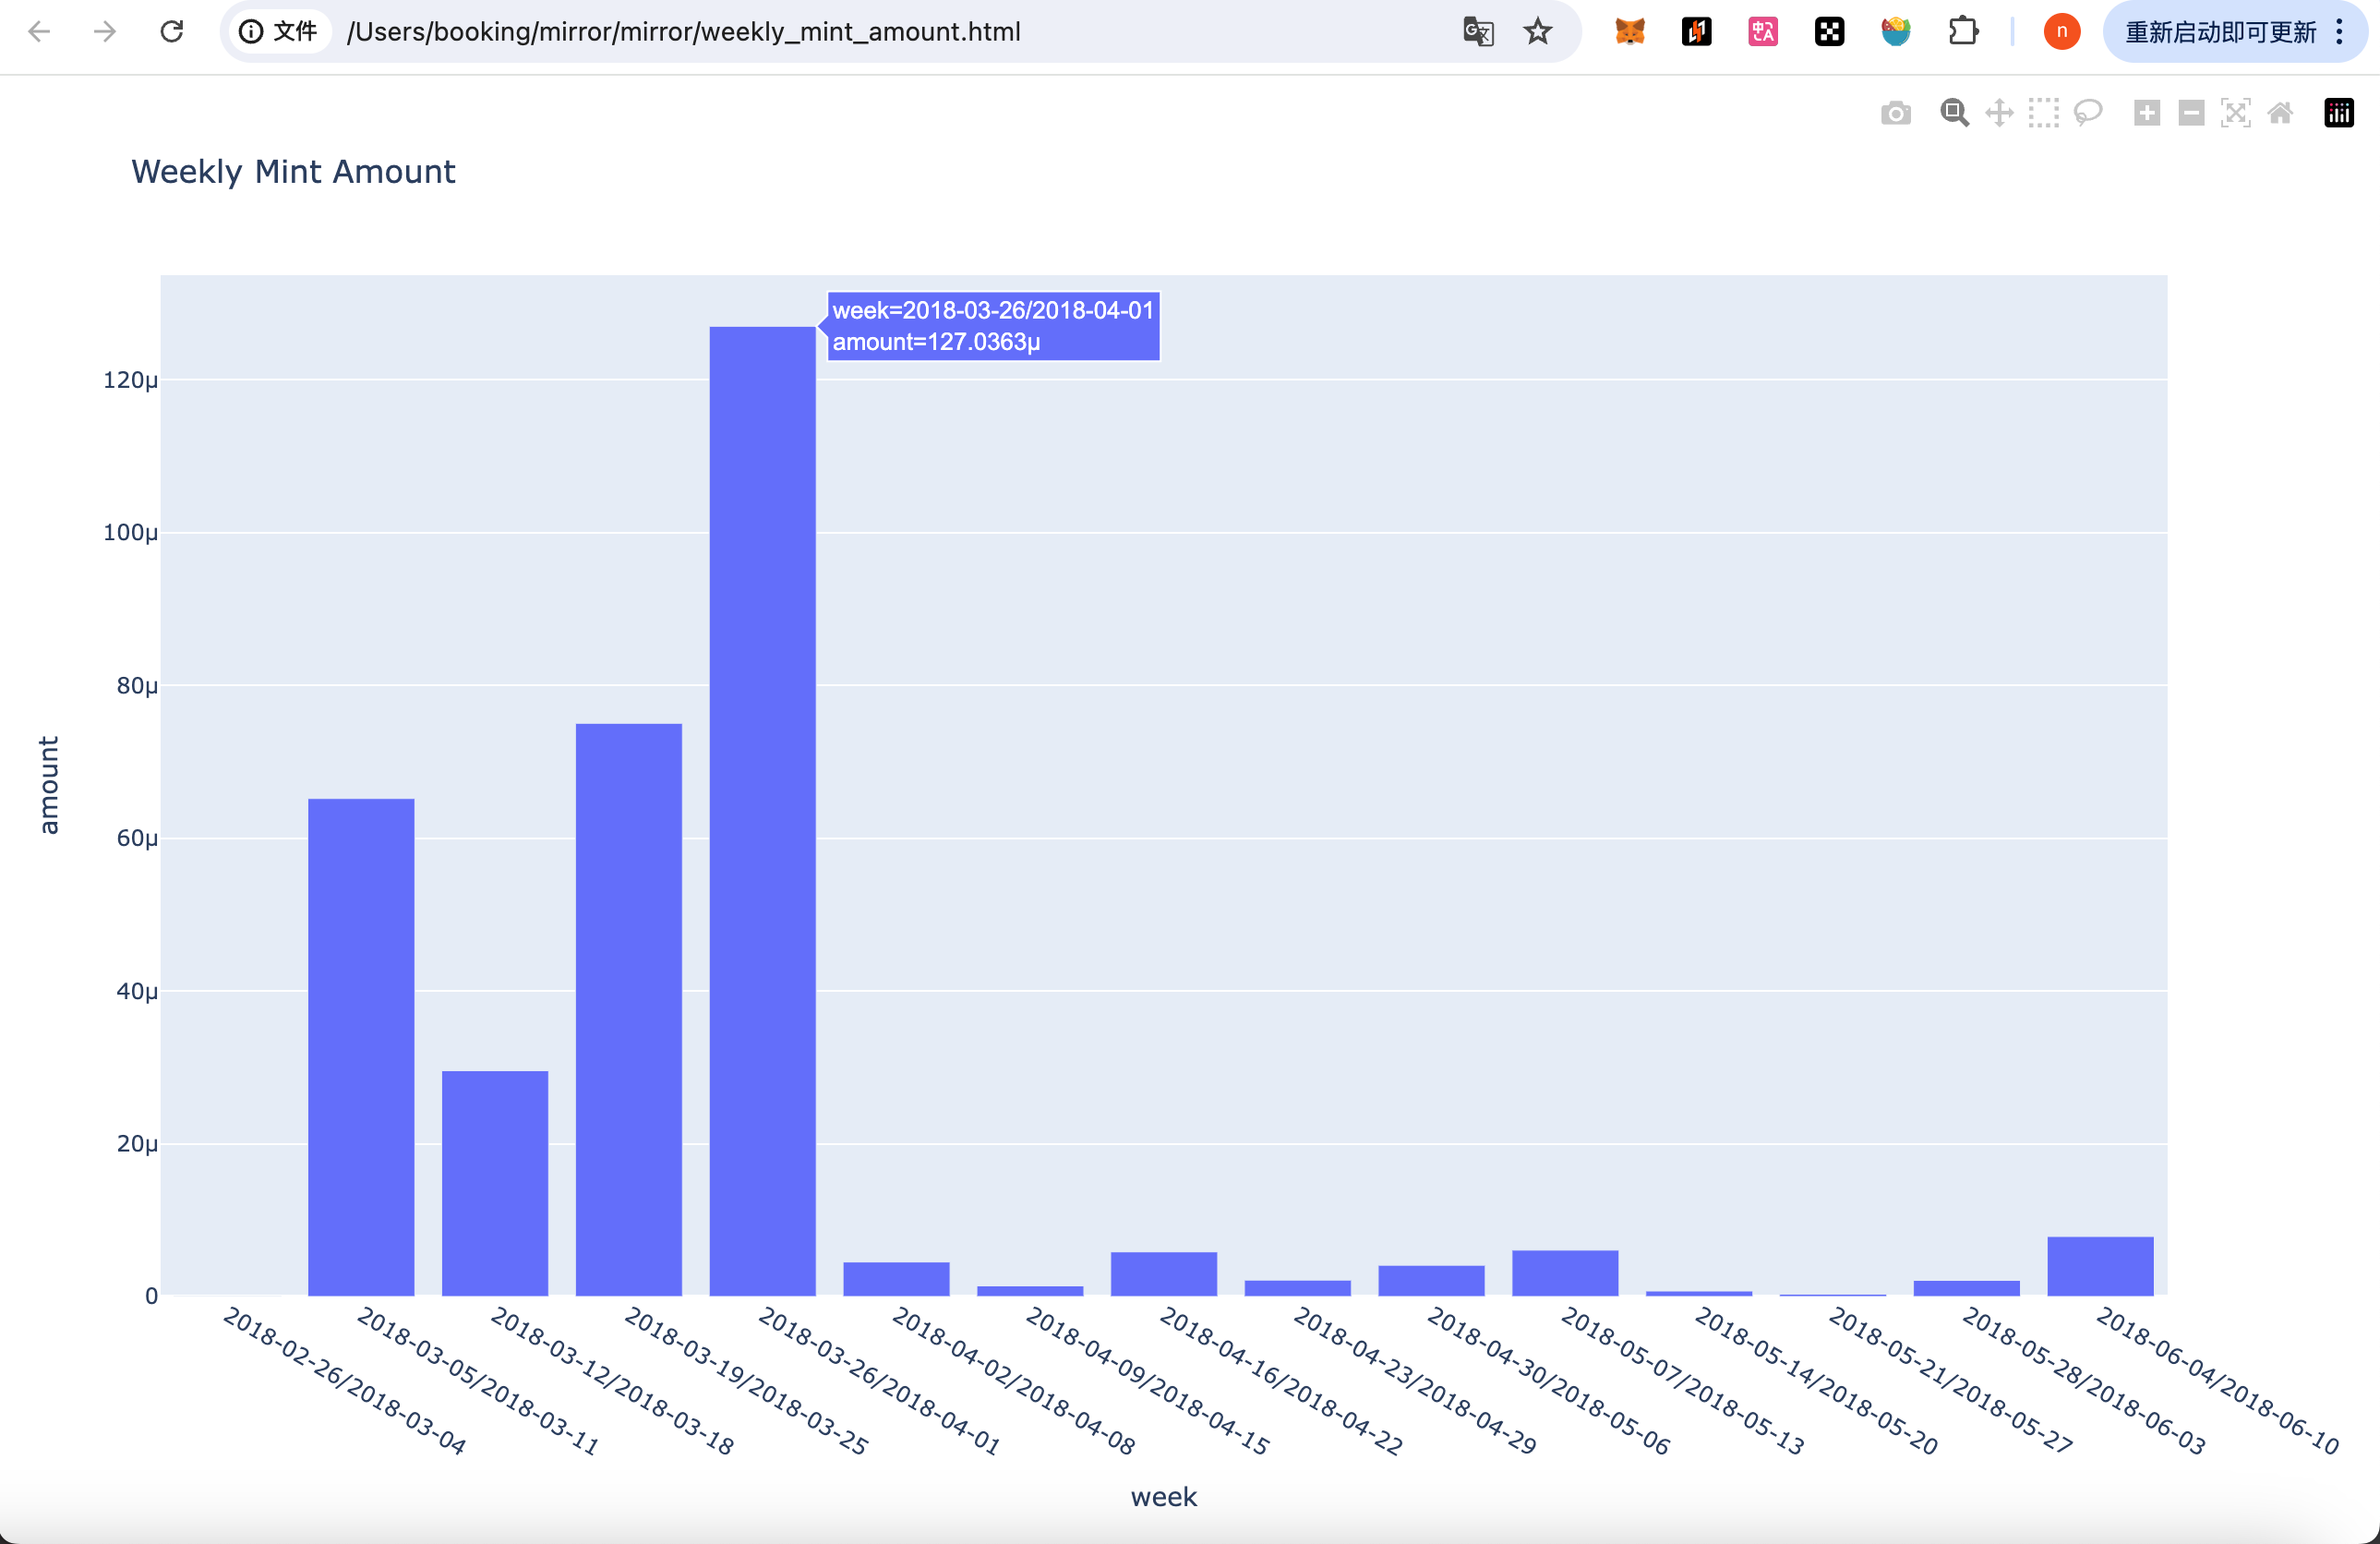 文件
/Users/booking/mirror/mirror/weekly_mint_amount.html
中
A
n
重新启动即可更新
Weekly Mint Amount
week=2018-03-26/2018-04-01
amount=127.0363μ
120μ
100μ
80μ
60μ
40μ
20μ
0
amount
2018-02-26/2018-03-04
2018-03-05/2018-03-11
2018-03-12/2018-03-18
2018-03-19/2018-03-25
2018-03-26/2018-04-01
2018-04-02/2018-04-08
2018-04-09/2018-04-15
2018-04-16/2018-04-22
2018-04-23/2018-04-29
2018-04-30/2018-05-06
2018-05-07/2018-05-13
2018-05-14/2018-05-20
2018-05-21/2018-05-27
2018-05-28/2018-06-03
2018-06-04/2018-06-10
week